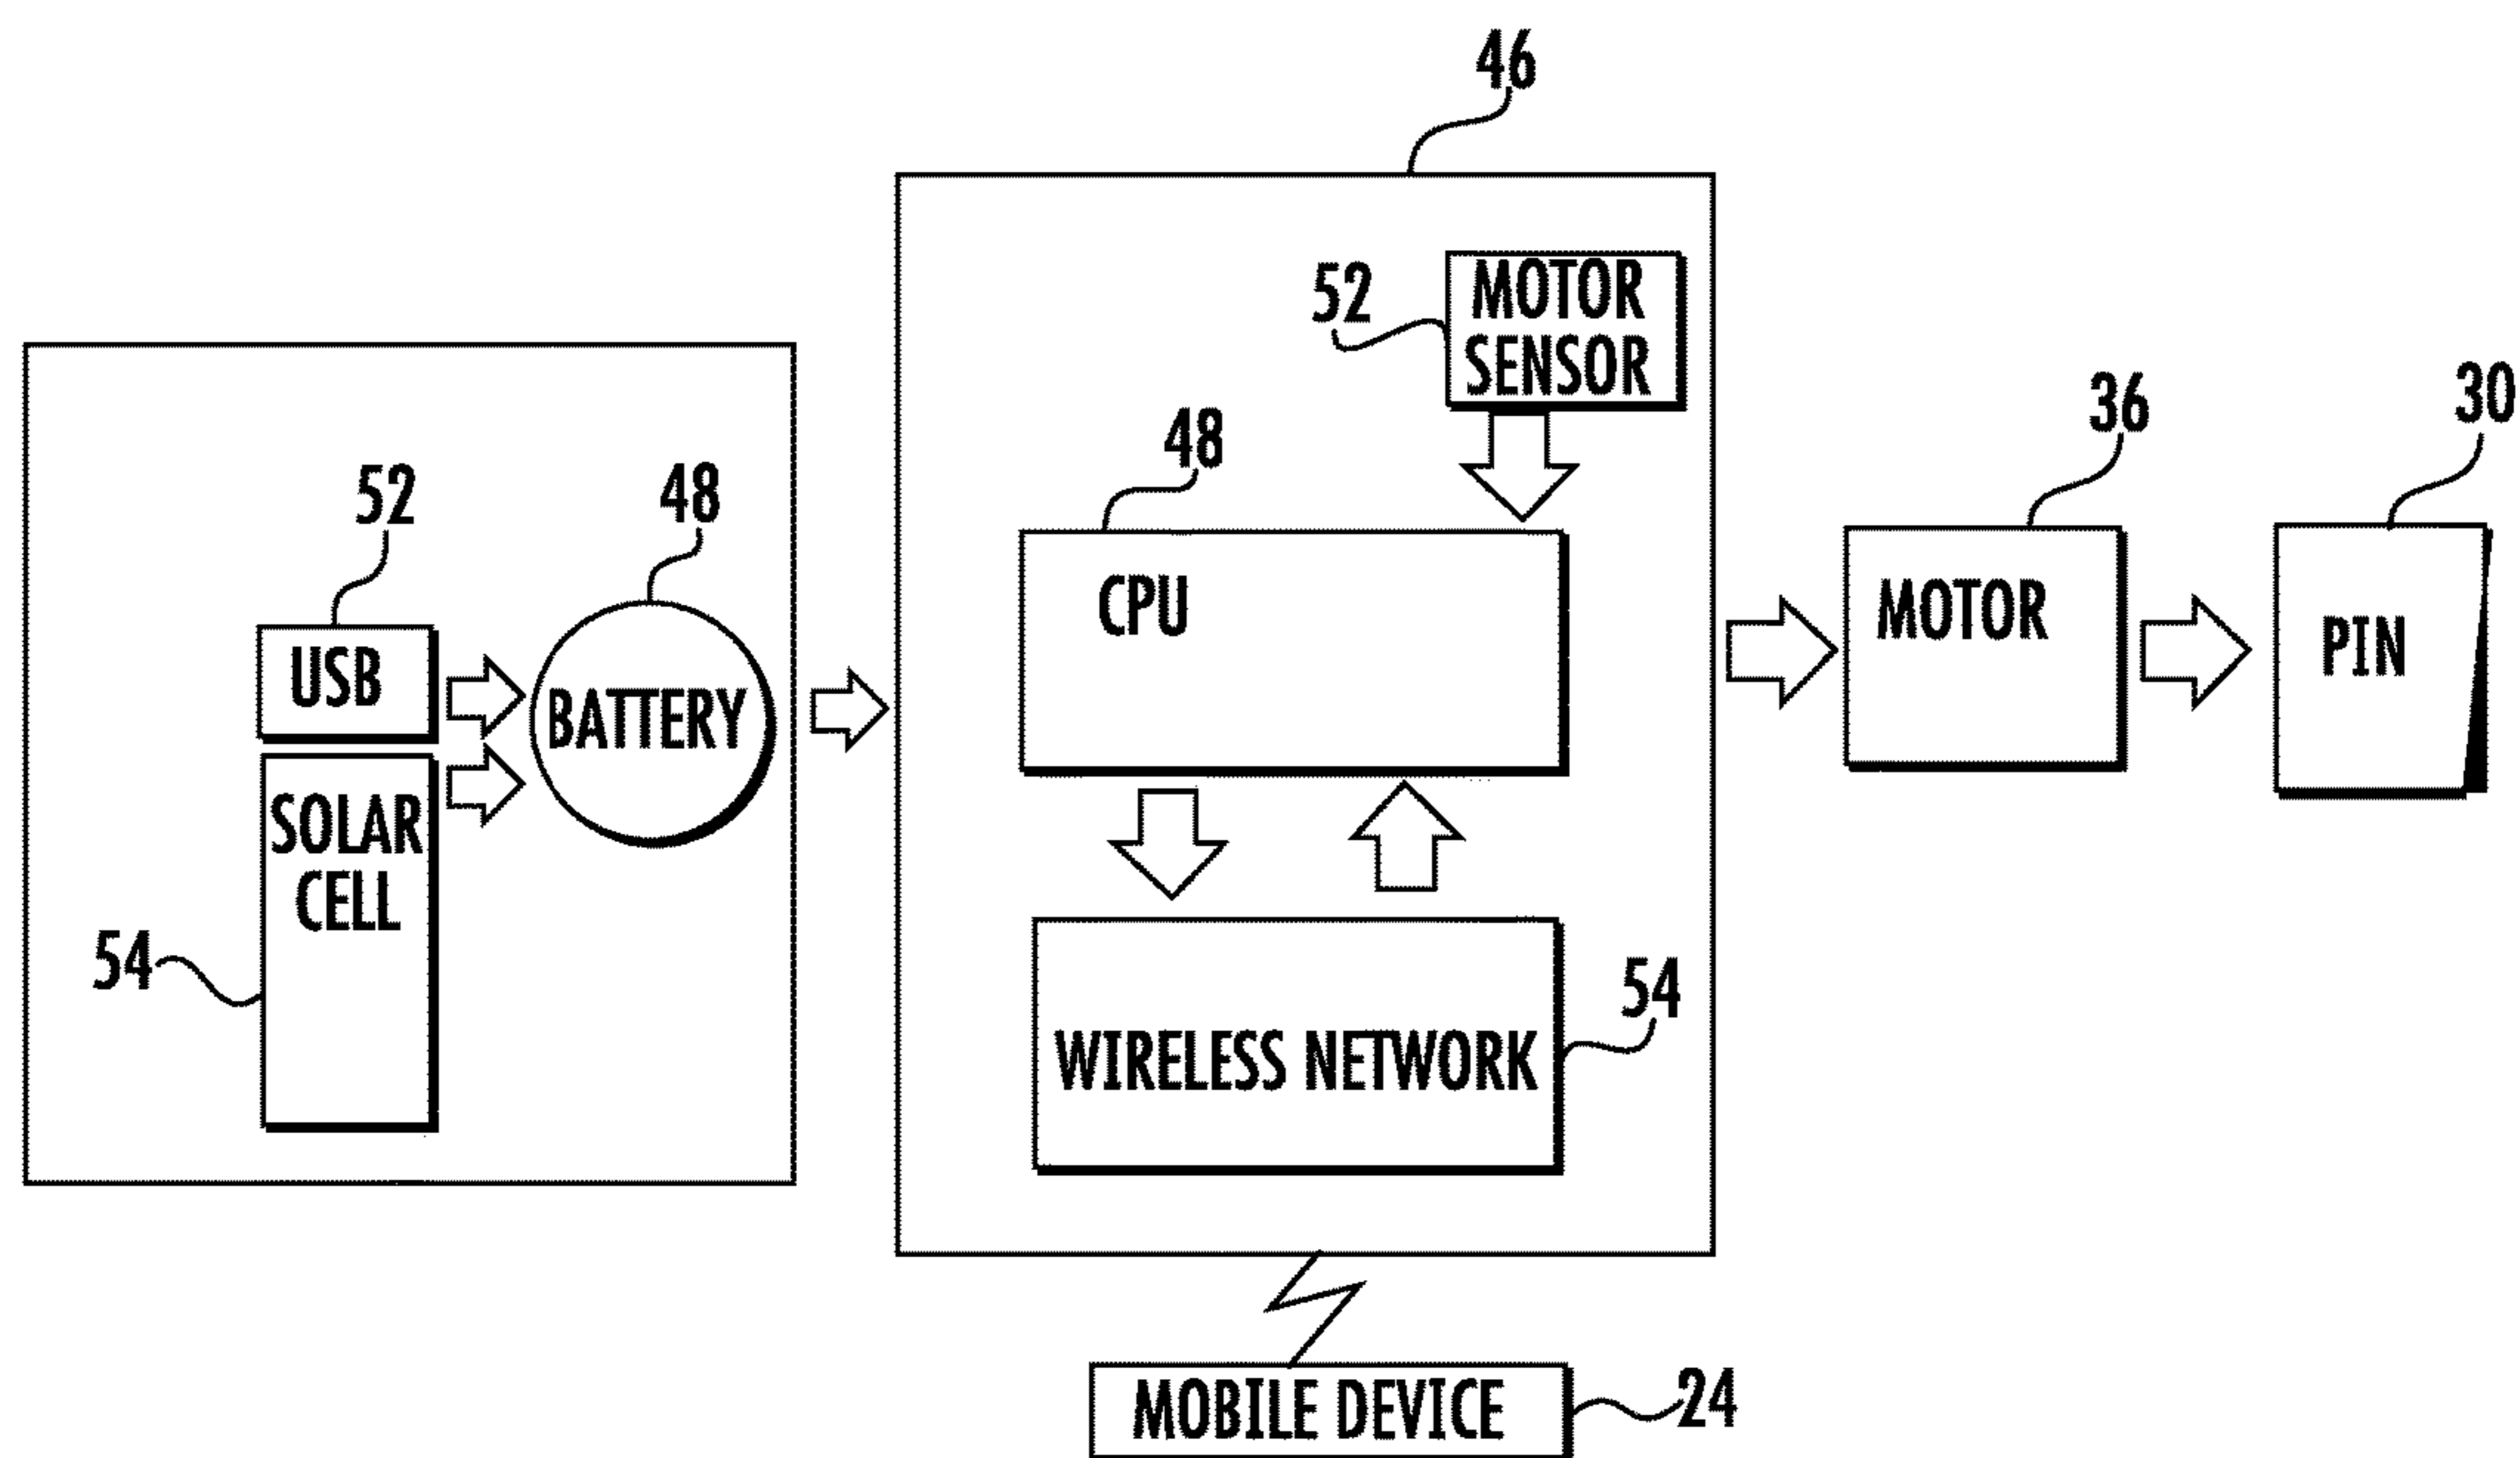 46
52
MOTOR
SENSOR
36
30
48
52
48
USB
BATTERY
CPU
MOTOR
PIN
SOLAR
CELL
54
54
WIRELESS NETWORK
MOBILE DEVICE
24